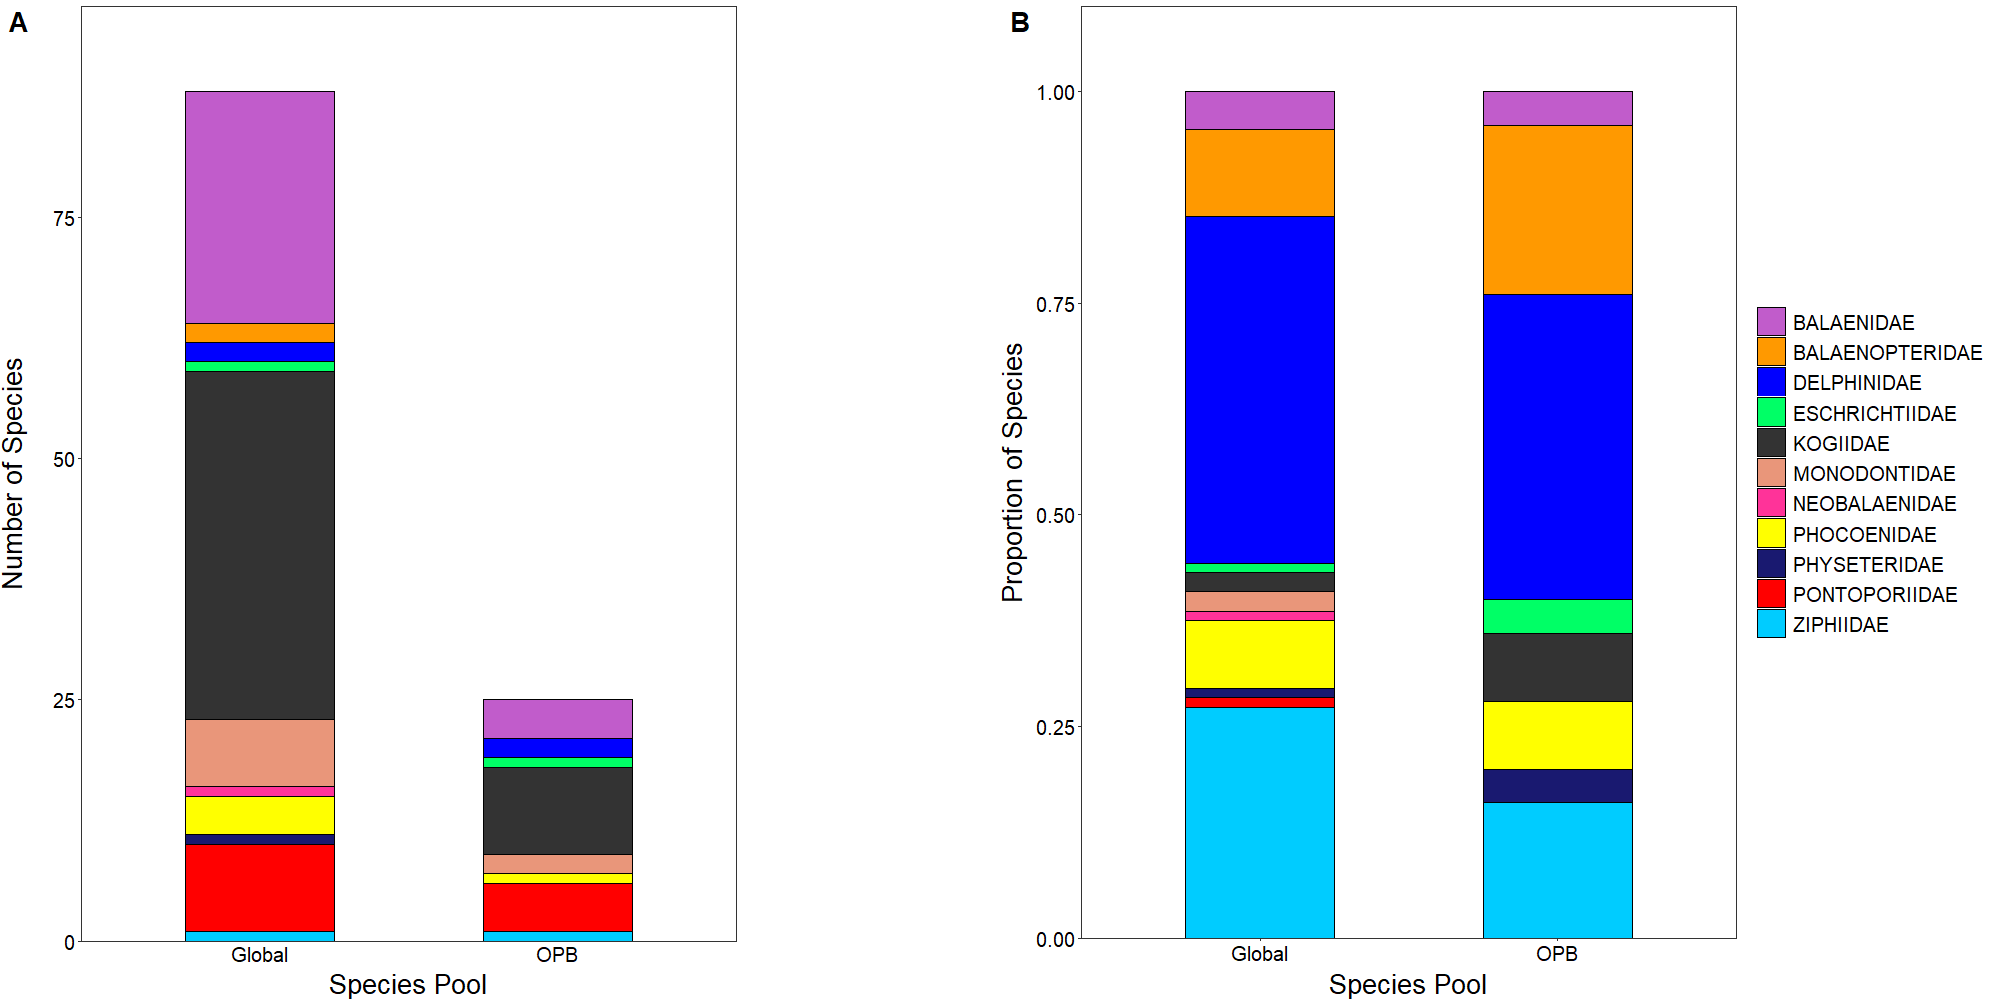 A
Number of Species
75
50
25
0
Global
OPB
Species Pool
B
Proportion of Species
1.00
0.75
0.50
0.25
0.00
Global
OPB
Species Pool
BALAENIDAE
BALAENOPTERIDAE
DELPHINIDAE
ESCHRICHTIIDAE
KOGIIDAE
MONODONTIDAE
NEOBALAENIDAE
PHOCOENIDAE
PHYSETERIDAE
PONTOPORIIDAE
ZIPHIIDAE